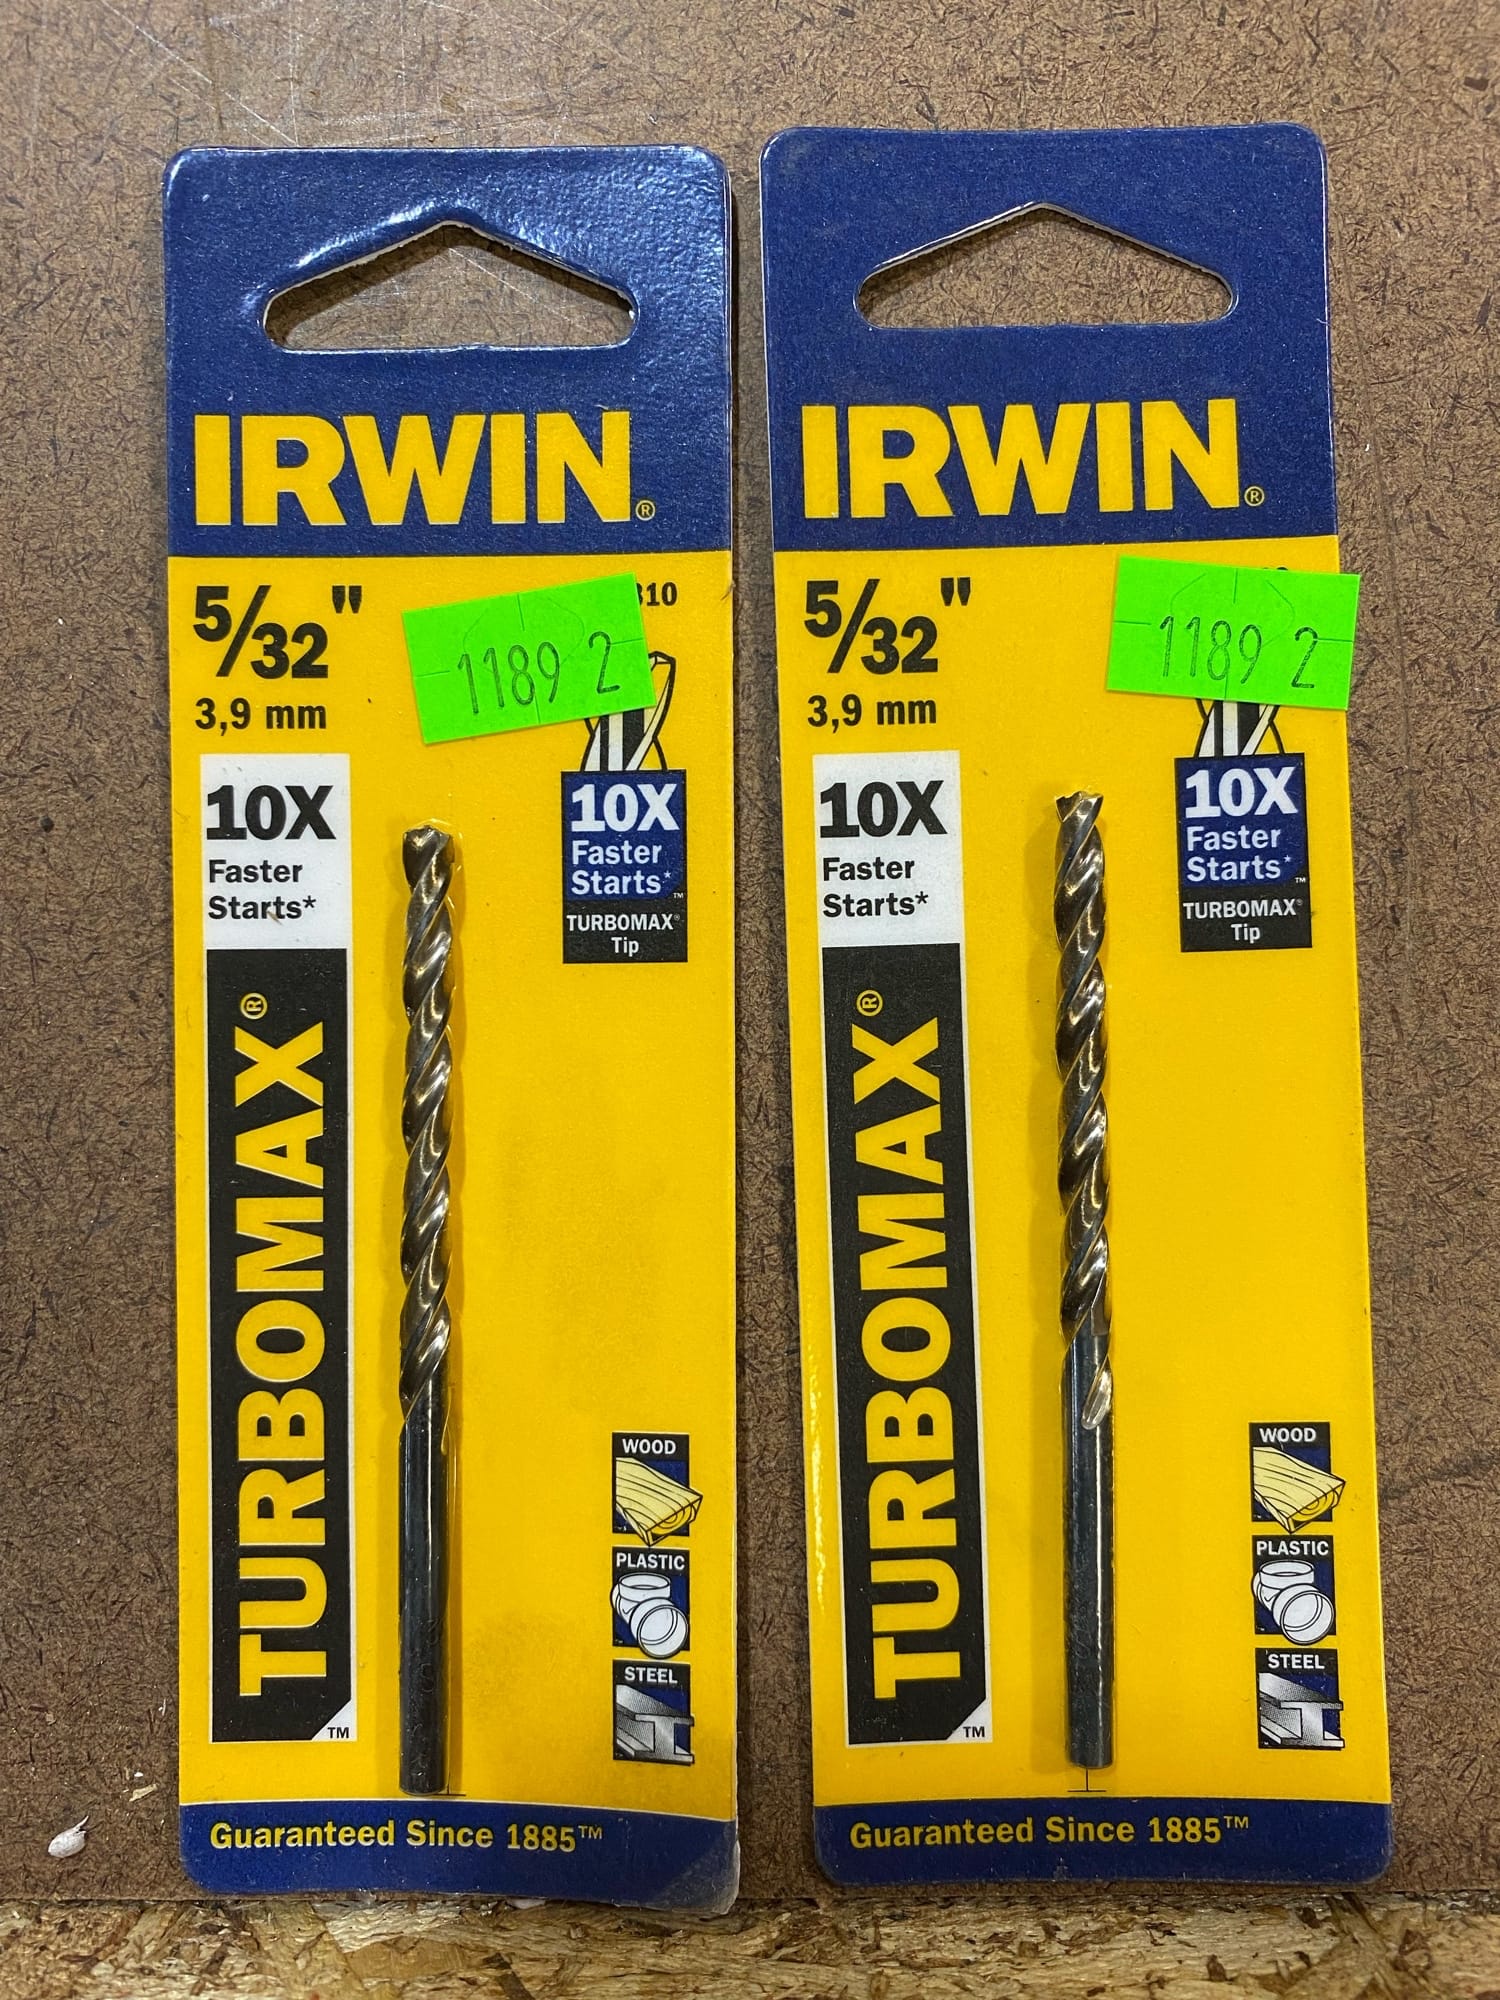 IRWIN®
5/32"
3,9 mm
1189 2
10X
Faster
Starts*
10X
Faster
Starts*™
TURBOMAX®
Tip
TURBOMAX®
™
WOOD
PLASTIC
STEEL
Guaranteed Since 1885™
IRWIN®
5/32"
3,9 mm
1189 2
10X
Faster
Starts*
10X
Faster
Starts*™
TURBOMAX®
Tip
TURBOMAX®
™
WOOD
PLASTIC
STEEL
Guaranteed Since 1885™